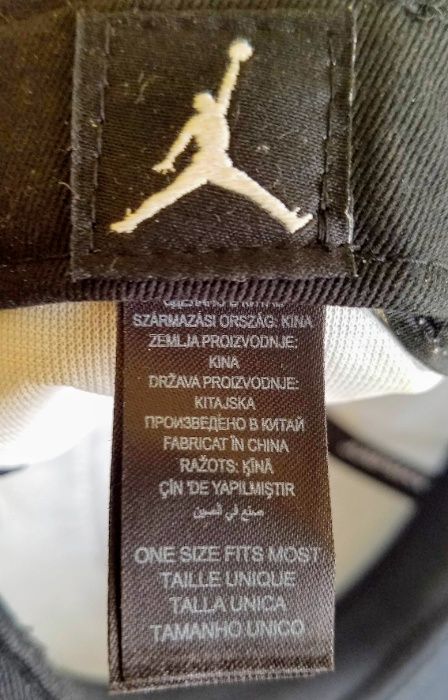 SZÁRMAZÁSI ORSZÁG: KINA
ZEMLJA PROIZVODNJE:
KINA
DRŽAVA PROIZVODNJE:
KITAJSKA
ПРОИЗВЕДЕНО В КИТАЙ
FABRICAT ÎN CHINA
RAŽOTS: ĶĪNĀ
ÇİN 'DE YAPILMIŞTIR
صنع في الصين
ONE SIZE FITS MOST
TAILLE UNIQUE
TALLA UNICA
TAMANHO UNICO